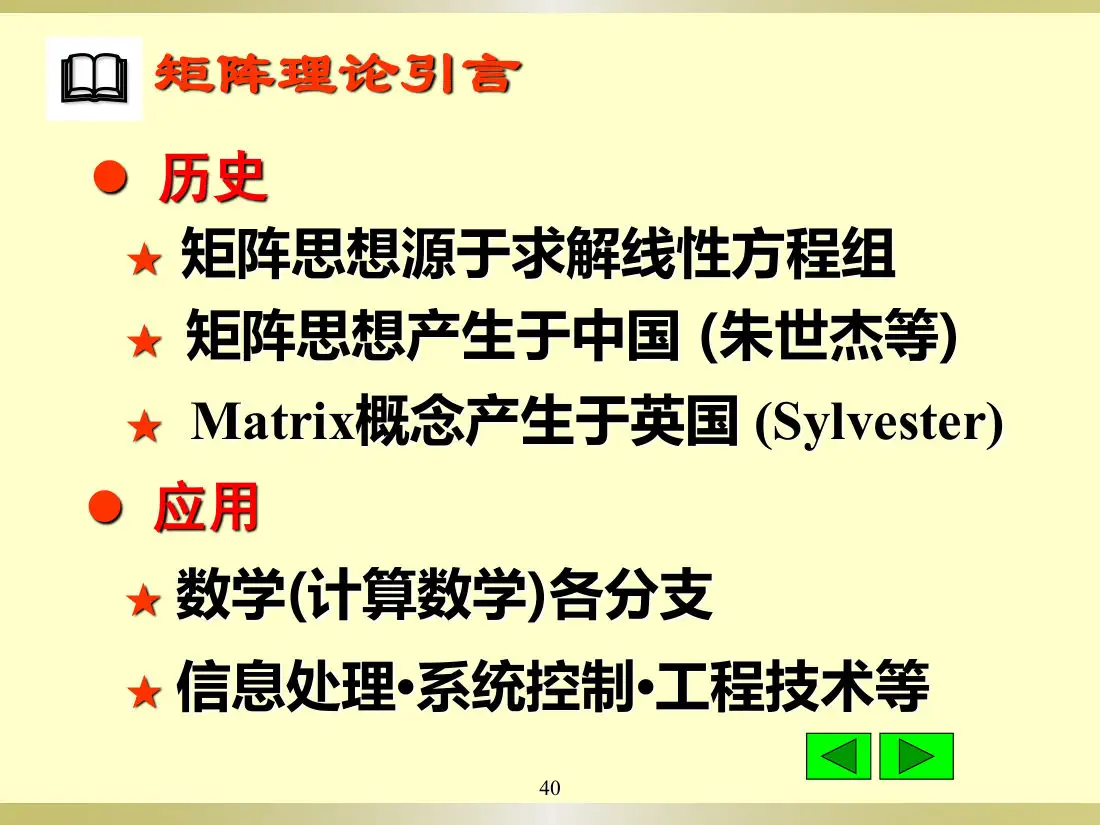 矩阵理论引言
历史
矩阵思想源于求解线性方程组
矩阵思想产生于中国 (朱世杰等)
Matrix概念产生于英国 (Sylvester)
应用
数学(计算数学)各分支
信息处理•系统控制•工程技术等
40